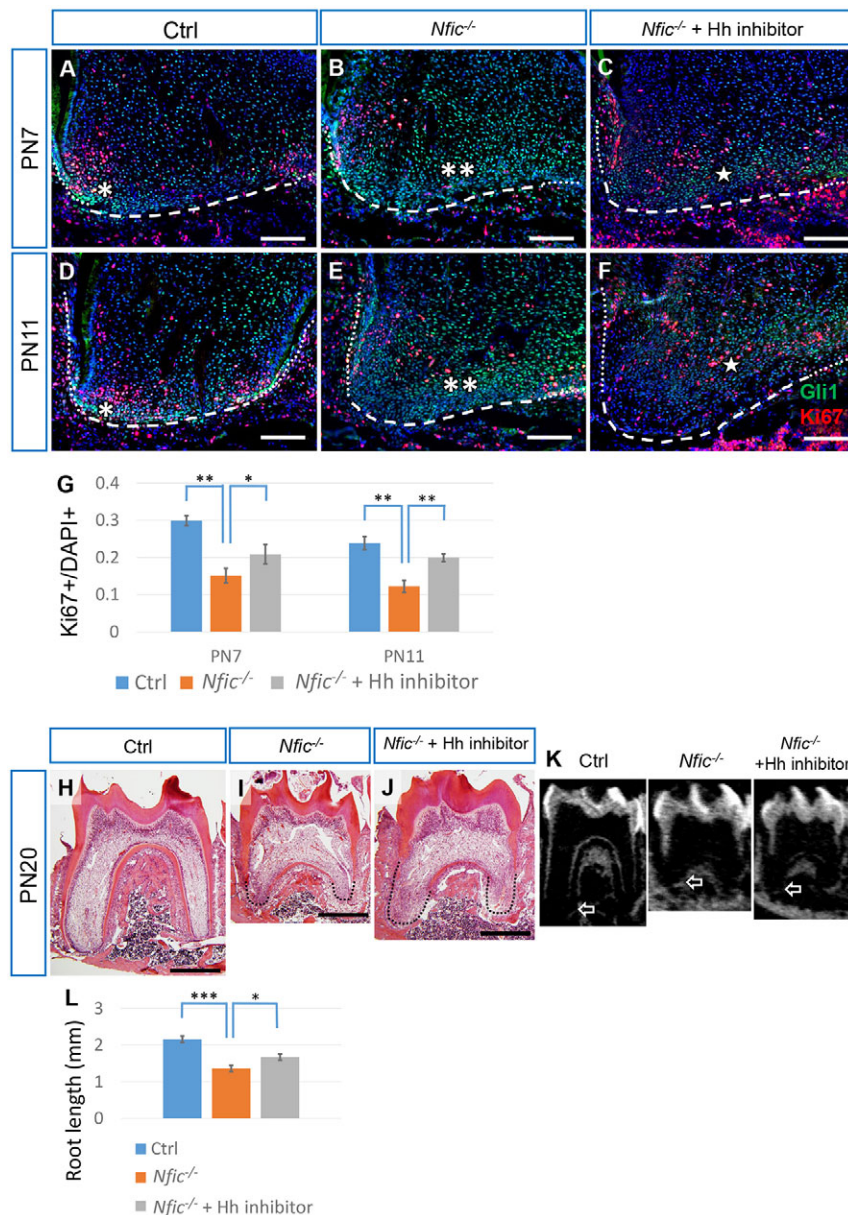 Ctrl
Nfic-/-
Nfic-/- + Hh inhibitor
PN7
A
B
C
*
**
★
PN11
D
E
F
*
**
★
Gli1
Ki67
G
** * ** **
Ki67+/DAPI+
0.4
0.3
0.2
0.1
0
PN7 PN11
Ctrl Nfic-/- Nfic-/- + Hh inhibitor
Ctrl
Nfic-/-
Nfic-/- + Hh inhibitor
PN20
H
I
J
K
Ctrl
Nfic-/-
Nfic-/-
+Hh inhibitor
L
*** *
Root length (mm)
3
2
1
0
Ctrl
Nfic-/-
Nfic-/- + Hh inhibitor